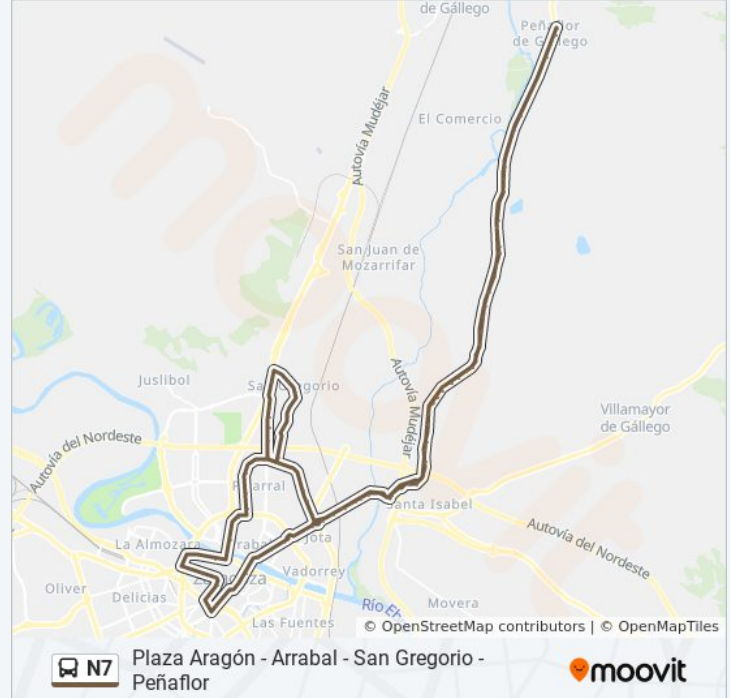 de Gállego
Peñaflor
de Gállego
El Comercio
Autovía Mudéjar
San Juan de
Mozarrifar
Juslibol
San Gregorio
Autovía Mudéjar
Villamayor
de Gállego
Autovía del Nordeste
Santa Isabel
Autovía del Nordeste
La Almozara
Arrabal
Jota
Zaragoza
Vadorrey
Oliver
Delicias
Movera
Río Eb
Las Fuentes
© OpenStreetMap contributors | © OpenMapTiles
moovit
N7
Plaza Aragón - Arrabal - San Gregorio -
Peñaflor
moovit